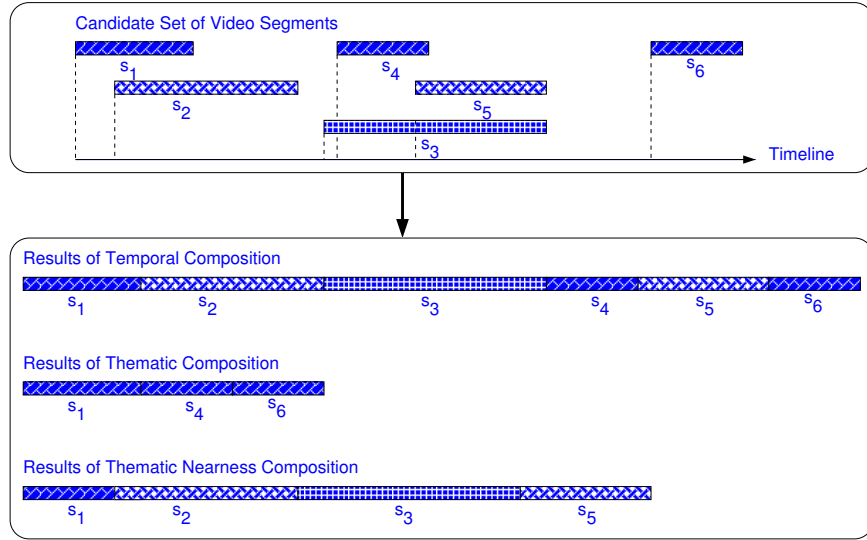 Candidate Set of Video Segments
s1 s4 s6
s2 s5
s3
Timeline
Results of Temporal Composition
s1 s2 s3 s4 s5 s6
Results of Thematic Composition
s1 s4 s6
Results of Thematic Nearness Composition
s1 s2 s3 s5